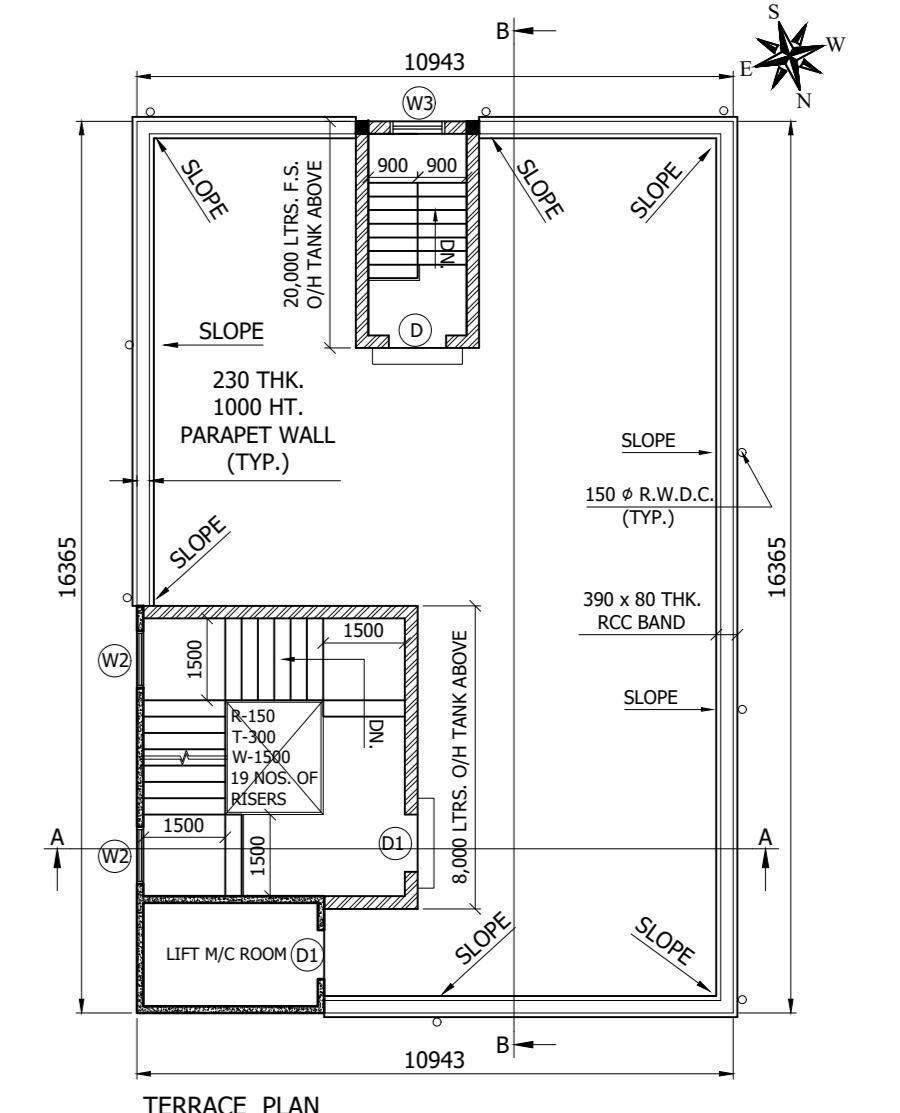 S
B
W
E
N
10943
W3
SLOPE
20,000 LTRS. F.S.
O/H TANK ABOVE
900
900
DN.
SLOPE
SLOPE
D
SLOPE
230 THK.
1000 HT.
PARAPET WALL
(TYP.)
SLOPE
150 ⌀ R.W.D.C.
(TYP.)
SLOPE
16365
16365
390 x 80 THK.
RCC BAND
W2
1500
1500
8,000 LTRS. O/H TANK ABOVE
SLOPE
R-150
T-300
W-1500
19 NOS. OF
RISERS
DN.
A
1500
W2
1500
D1
A
LIFT M/C ROOM
D1
SLOPE
SLOPE
B
10943
TERRACE PLAN